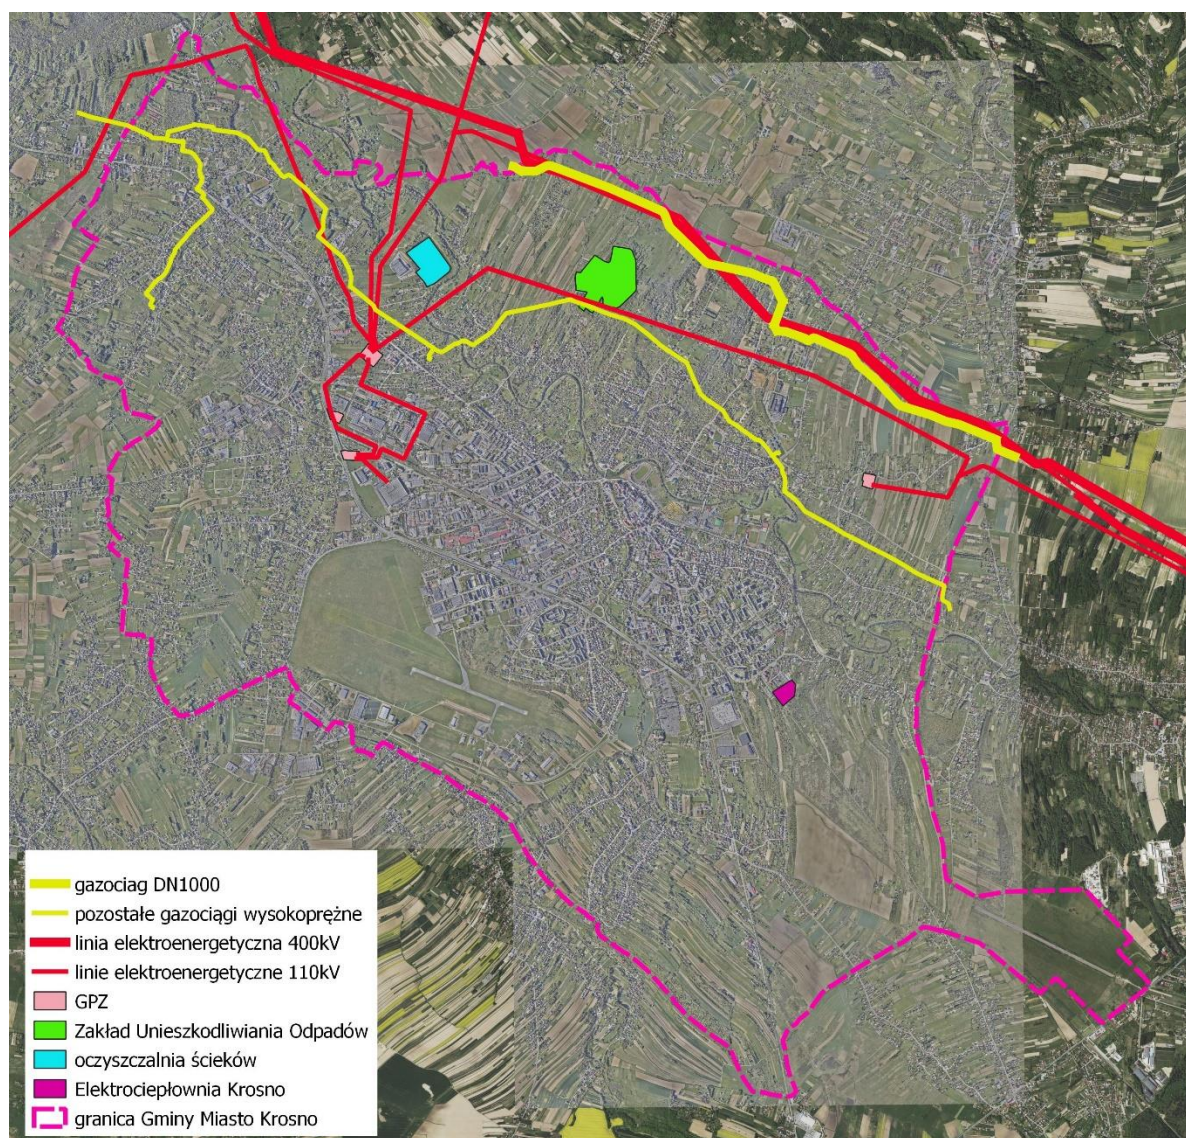 gazociag DN1000
pozostałe gazociągi wysokoprężne
linia elektroenergetyczna 400kV
linie elektroenergetyczne 110kV
GPZ
Zakład Unieszkodliwiania Odpadów
oczyszczalnia ścieków
Elektrociepłownia Krosno
granica Gminy Miasto Krosno